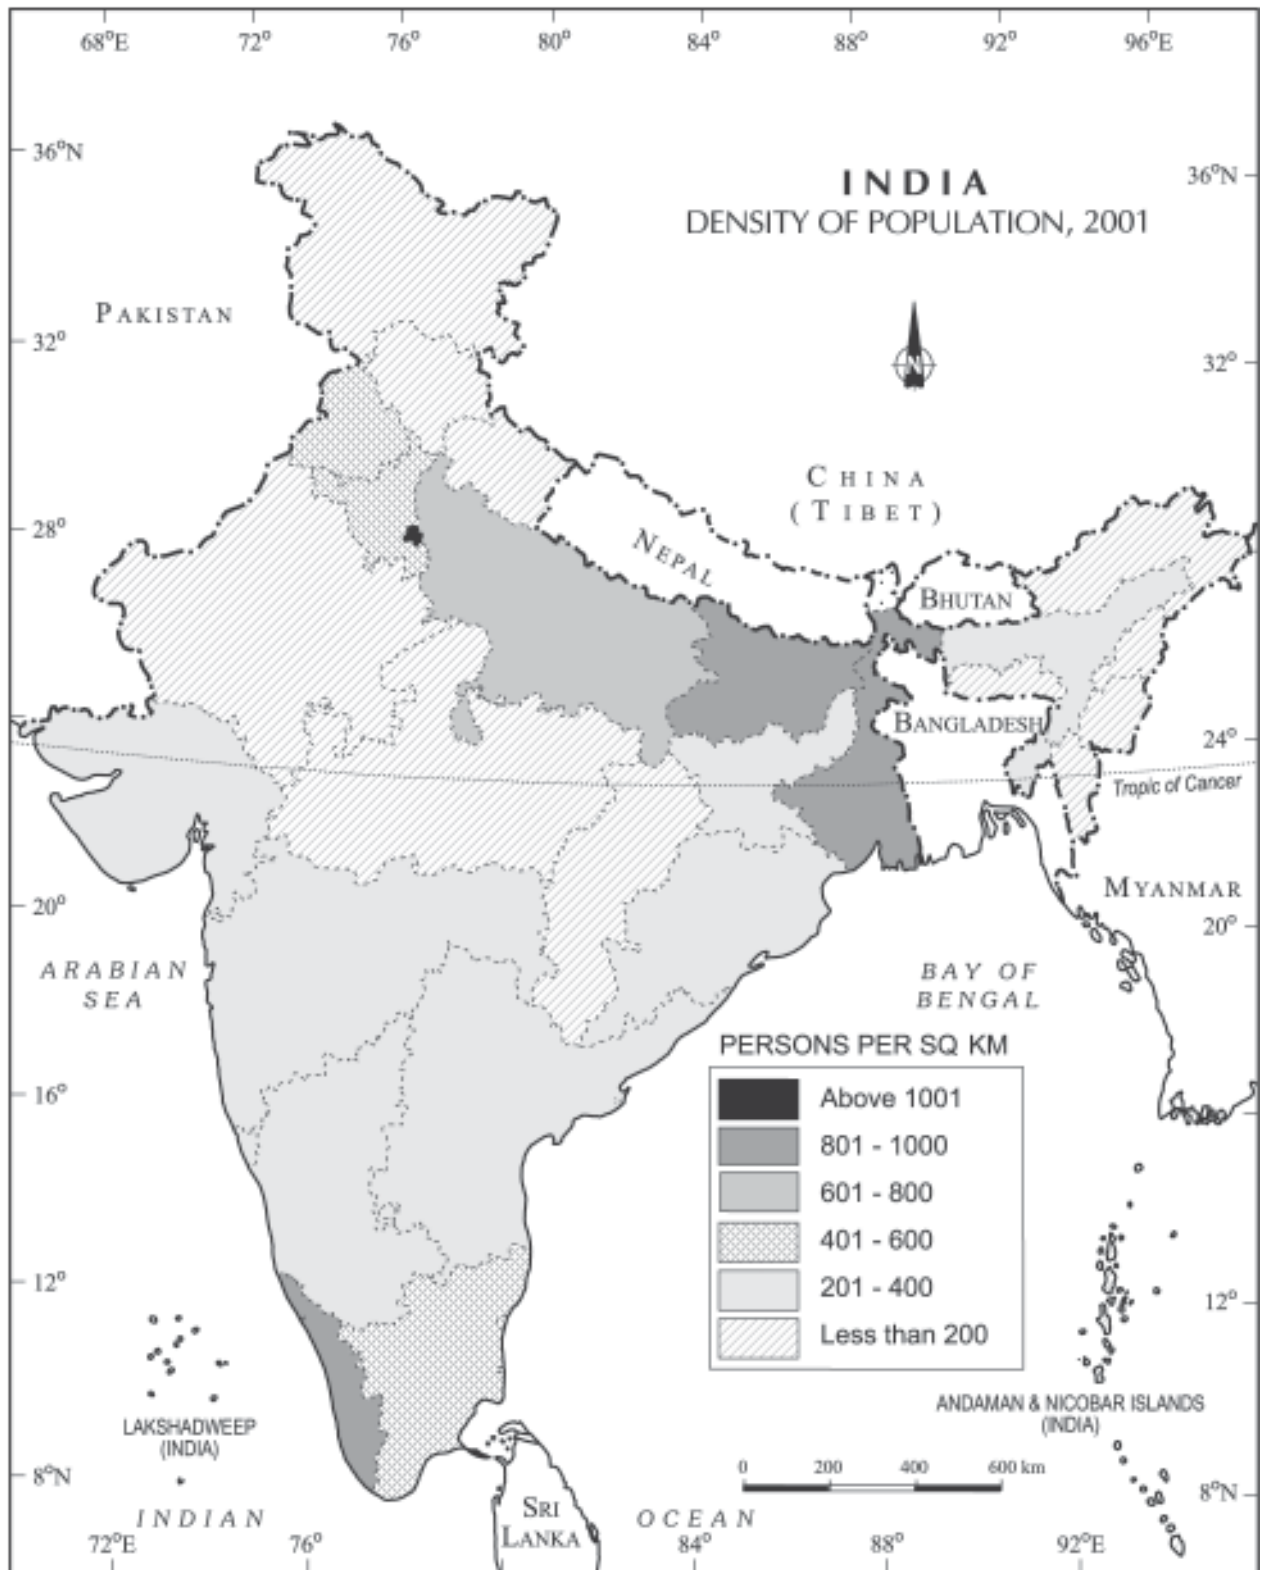 68°E 72° 76° 80° 84° 88° 92° 96°E
36°N
INDIA
36°N
DENSITY OF POPULATION, 2001
PAKISTAN
32°
N
32°
CHINA
(TIBET)
28°
NEPAL
BHUTAN
BANGLADESH
24°
Tropic of Cancer
MYANMAR
20°
20°
ARABIAN
SEA
BAY OF
BENGAL
PERSONS PER SQ KM
16°
Above 1001
801 - 1000
601 - 800
401 - 600
201 - 400
Less than 200
12°
12°
LAKSHADWEEP
(INDIA)
ANDAMAN & NICOBAR ISLANDS
(INDIA)
8°N
0 200 400 600 km
8°N
INDIAN
OCEAN
SRI
LANKA
72°E 76° 84° 88° 92°E